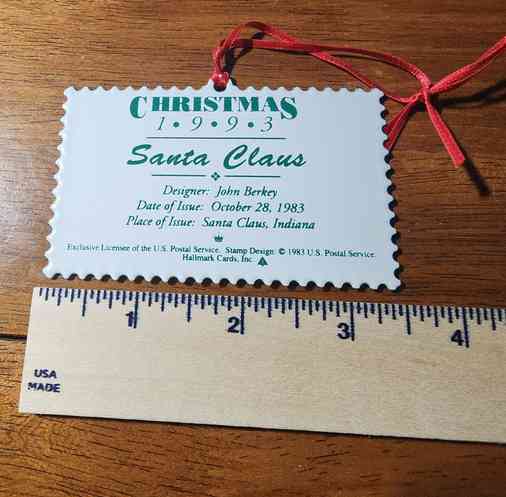 CHRISTMAS
1•9•9•3
Santa Claus
Designer: John Berkey
Date of Issue: October 28, 1983
Place of Issue: Santa Claus, Indiana
Exclusive Licensee of the U.S. Postal Service. Stamp Design: © 1983 U.S. Postal Service.
Hallmark Cards, Inc
1 2 3 4
USA
MADE